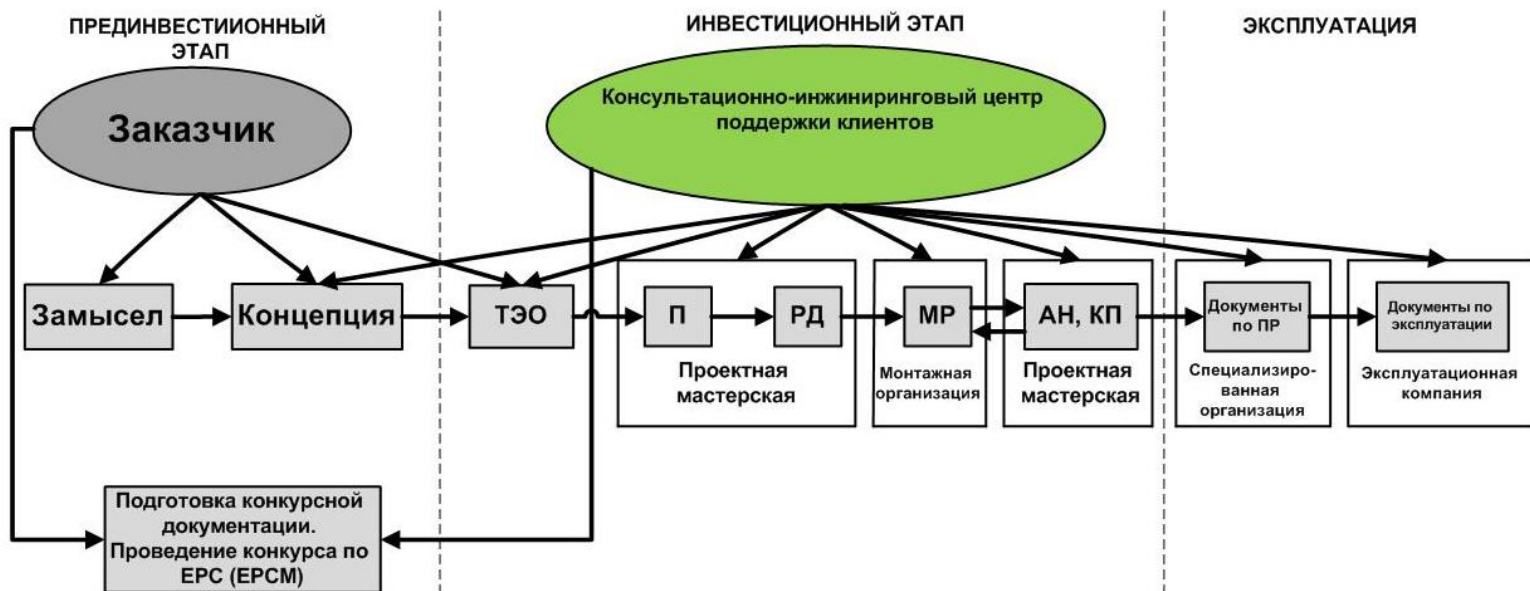 ПРЕДИНВЕСТИИОННЫЙ
ЭТАП
ИНВЕСТИЦИОННЫЙ ЭТАП
ЭКСПЛУАТАЦИЯ
Заказчик
Консультационно-инжиниринговый центр
поддержки клиентов
Замысел
Концепция
ТЭО
П
РД
Проектная
мастерская
МР
Монтажная
организация
АН, КП
Проектная
мастерская
Документы
по ПР
Специализиро-
ванная
организация
Документы по
эксплуатации
Эксплуатационная
компания
Подготовка конкурсной
документации.
Проведение конкурса по
EPC (EPCM)